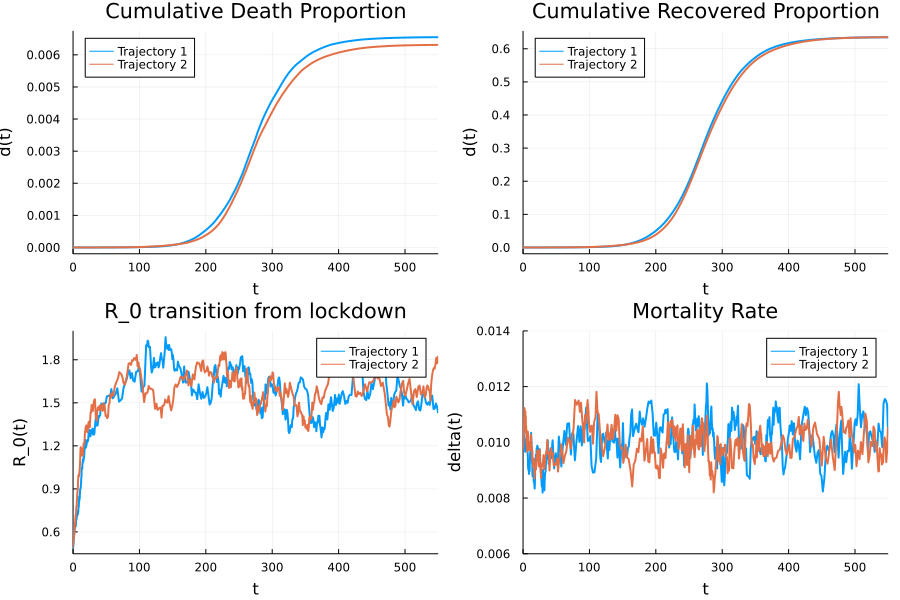 Cumulative Death Proportion
Trajectory 1
Trajectory 2
d(t)
0.006
0.005
0.004
0.003
0.002
0.001
0.000
0 100 200 300 400 500
t
Cumulative Recovered Proportion
Trajectory 1
Trajectory 2
d(t)
0.6
0.5
0.4
0.3
0.2
0.1
0.0
0 100 200 300 400 500
t
R_0 transition from lockdown
Trajectory 1
Trajectory 2
R_0(t)
1.8
1.5
1.2
0.9
0.6
0 100 200 300 400 500
t
Mortality Rate
Trajectory 1
Trajectory 2
delta(t)
0.014
0.012
0.010
0.008
0.006
0 100 200 300 400 500
t